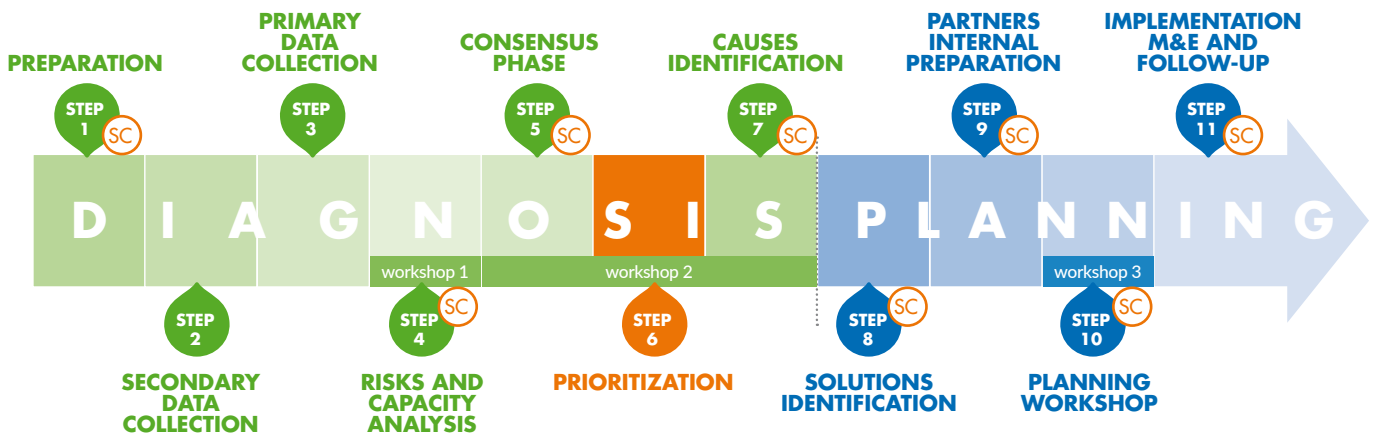 PREPARATION
STEP
1
SC
SECONDARY
DATA
COLLECTION
STEP
2
PRIMARY
DATA
COLLECTION
STEP
3
RISKS AND
CAPACITY
ANALYSIS
STEP
4
SC
workshop 1
CONSENSUS
PHASE
STEP
5
SC
PRIORITIZATION
STEP
6
workshop 2
CAUSES
IDENTIFICATION
STEP
7
SC
DIAGNOSIS
SOLUTIONS
IDENTIFICATION
STEP
8
SC
PARTNERS
INTERNAL
PREPARATION
STEP
9
SC
PLANNING
WORKSHOP
STEP
10
SC
workshop 3
IMPLEMENTATION
M&E AND
FOLLOW-UP
STEP
11
SC
PLANNING